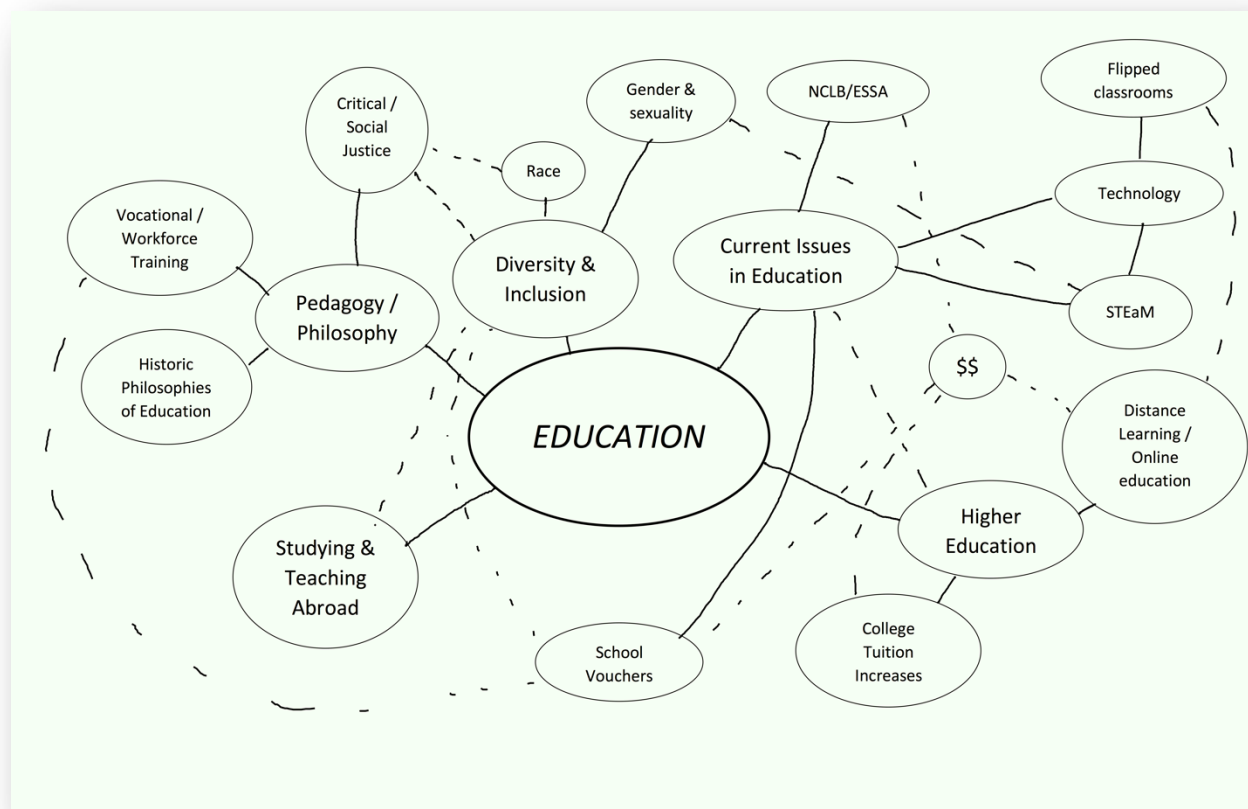 Critical /
Social
Justice
Gender &
sexuality
NCLB/ESSA
Flipped
classrooms
Race
Technology
Vocational /
Workforce
Training
Diversity &
Inclusion
Current Issues
in Education
Pedagogy /
Philosophy
STEaM
Historic
Philosophies
of Education
$$
EDUCATION
Distance
Learning /
Online
education
Higher
Education
Studying &
Teaching
Abroad
School
Vouchers
College
Tuition
Increases